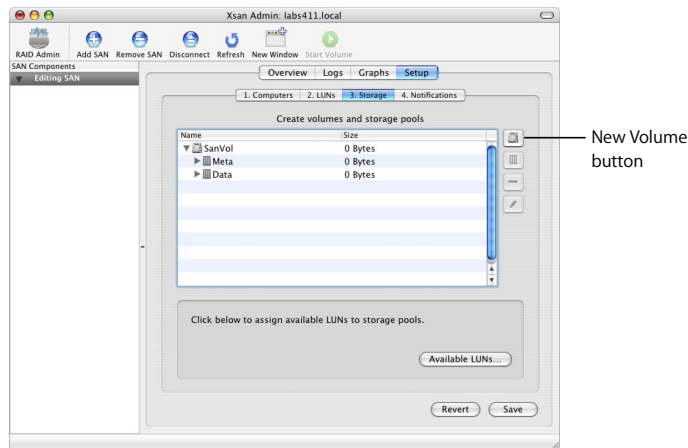 Xsan Admin: labs411.local
RAID Admin Add SAN Remove SAN Disconnect Refresh New Window Start Volume
SAN Components
Editing SAN
Overview Logs Graphs Setup
1. Computers 2. LUNs 3. Storage 4. Notifications
Create volumes and storage pools
Name Size
SanVol 0 Bytes
Meta 0 Bytes
Data 0 Bytes
New Volume
button
Click below to assign available LUNs to storage pools.
Available LUNs...
Revert Save